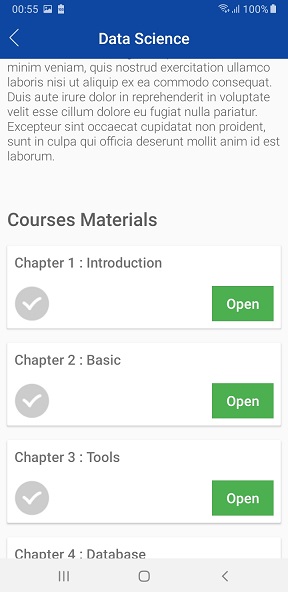 00:55 100%
Data Science
minim veniam, quis nostrud exercitation ullamco
laboris nisi ut aliquip ex ea commodo consequat.
Duis aute irure dolor in reprehenderit in voluptate
velit esse cillum dolore eu fugiat nulla pariatur.
Excepteur sint occaecat cupidatat non proident,
sunt in culpa qui officia deserunt mollit anim id est
laborum.
Courses Materials
Chapter 1 : Introduction
Open
Chapter 2 : Basic
Open
Chapter 3 : Tools
Open
Chapter 4 : Database